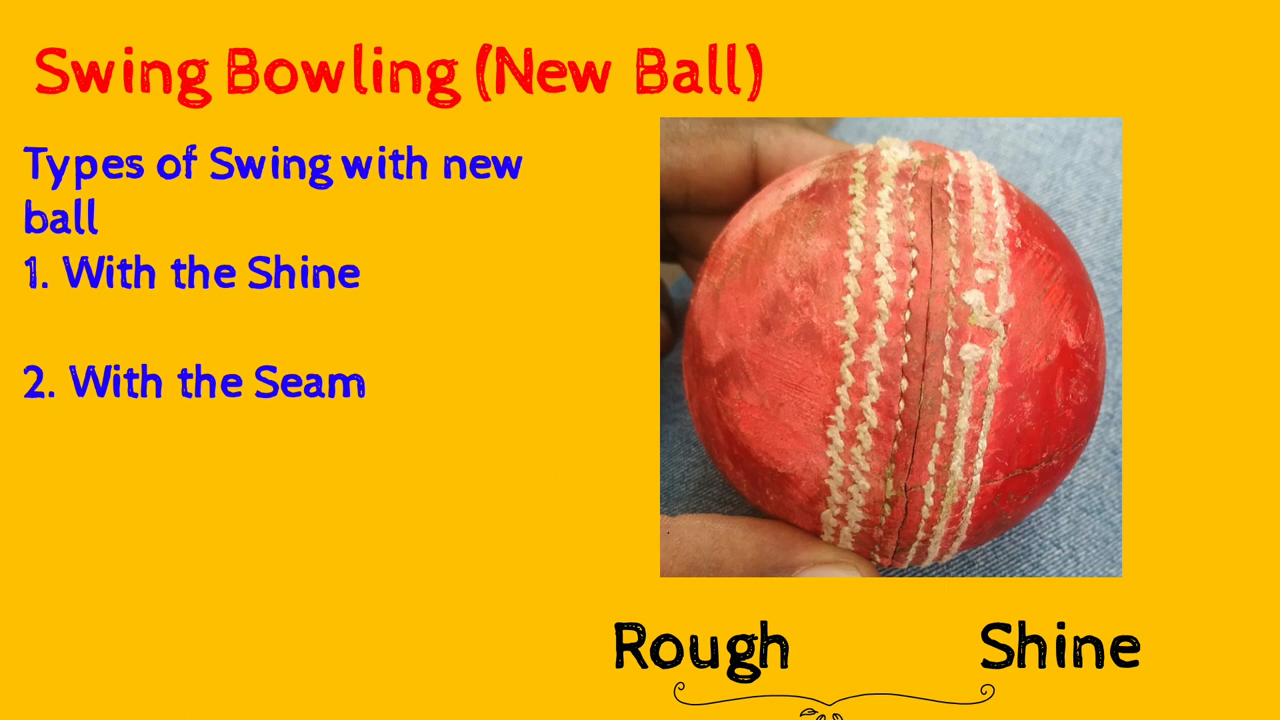 Swing Bowling (New Ball)
Types of Swing with new
ball
1. With the Shine
2. With the Seam
Rough Shine